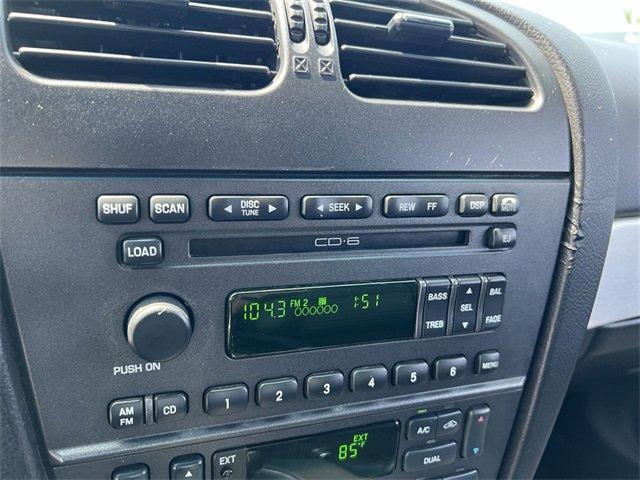 SHUF SCAN DISC TUNE SEEK REW FF DSP MUTE
LOAD CD·6 EJ
104.3 FM 2 1:51
BASS TREB SEL BAL FADE
PUSH ON
AM FM CD 1 2 3 4 5 6 MENU
EXT 85°F EXT A/C
DUAL